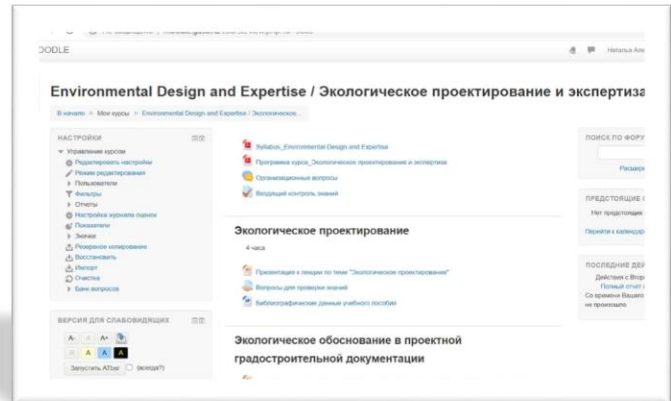 OODLE
Наталья Але
Environmental Design and Expertise / Экологическое проектирование и экспертиза
В начало
Мои курсы
Environmental Design and Expertise / Экологическое...
НАСТРОЙКИ
Управление курсом
Редактировать настройки
Режим редактирования
Пользователи
Фильтры
Отчеты
Настройка журнала оценок
Показатели
Значки
Резервное копирование
Восстановить
Импорт
Очистка
Банк вопросов
ВЕРСИЯ ДЛЯ СЛАБОВИДЯЩИХ
A- A A+
A A A A
Запустить ATbar (всегда?)
Syllabus_Environmental Design and Expertise
Программа курса_Экологическое проектирование и экспертиза
Организационные вопросы
Входящий контроль знаний
Экологическое проектирование
4 часа
Презентация к лекции по теме "Экологическое проектирование"
Вопросы для проверки знаний
Библиографические данные учебного пособия
Экологическое обоснование в проектной
градостроительной документации
ПОИСК ПО ФОРУ
Расшире
ПРЕДСТОЯЩИЕ С
Нет предстоящих
Перейти к календар
ПОСЛЕДНИЕ ДЕЙ
Действия с Втор
Полный отчет
Со времени Вашего
не произошло